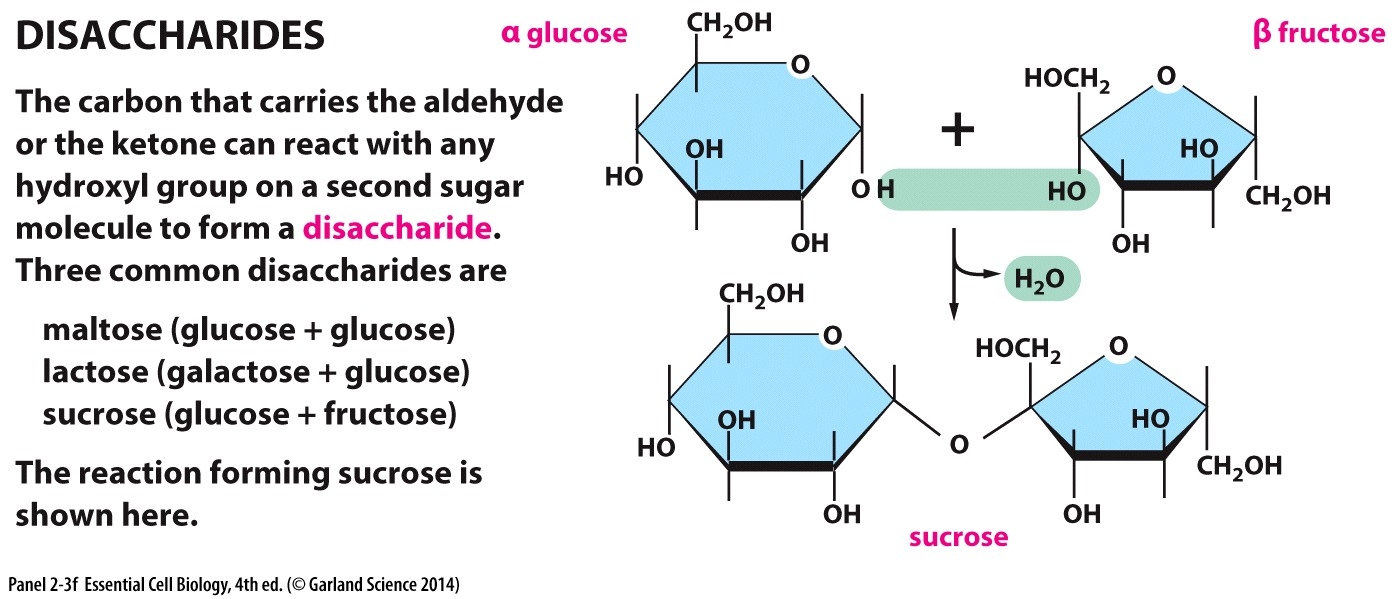 DISACCHARIDES
The carbon that carries the aldehyde
or the ketone can react with any
hydroxyl group on a second sugar
molecule to form a disaccharide.
Three common disaccharides are
maltose (glucose + glucose)
lactose (galactose + glucose)
sucrose (glucose + fructose)
The reaction forming sucrose is
shown here.
α glucose
CH₂OH
O
OH
HO
O H
OH
+
β fructose
HOCH₂
O
HO
HO
CH₂OH
OH
H₂O
CH₂OH
O
OH
HO
OH
O
HOCH₂
O
HO
CH₂OH
OH
sucrose
Panel 2-3f Essential Cell Biology, 4th ed. (© Garland Science 2014)